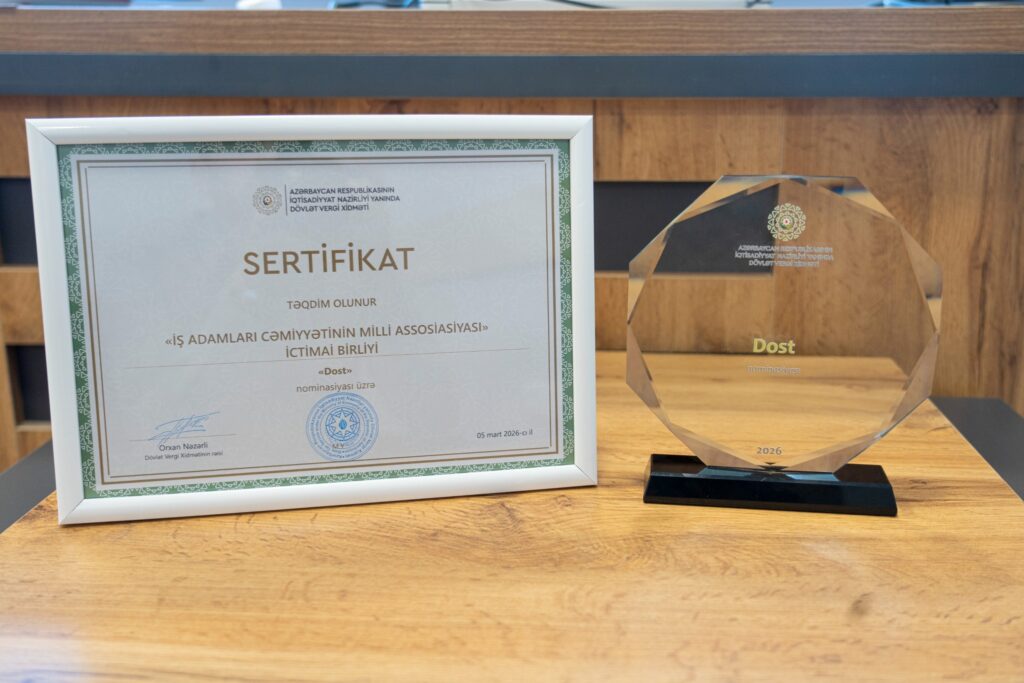 AZƏRBAYCAN RESPUBLİKASININ
İQTİSADİYYAT NAZİRLİYİ YANINDA
DÖVLƏT VERGİ XİDMƏTİ
SERTİFİKAT
TƏQDİM OLUNUR
«İŞ ADAMLARI CƏMİYYƏTİNİN MİLLİ ASSOSİASİYASI»
İCTİMAİ BİRLİYİ
«Dost»
nominasiyası üzrə
Orxan Nazarli
Dövlət Vergi Xidmətinin rəisi
M.Y.
05 mart 2026-cı il
AZƏRBAYCAN RESPUBLİKASININ
İQTİSADİYYAT NAZİRLİYİ YANINDA
DÖVLƏT VERGİ XİDMƏTİ
Dost
nominasiyası
2026